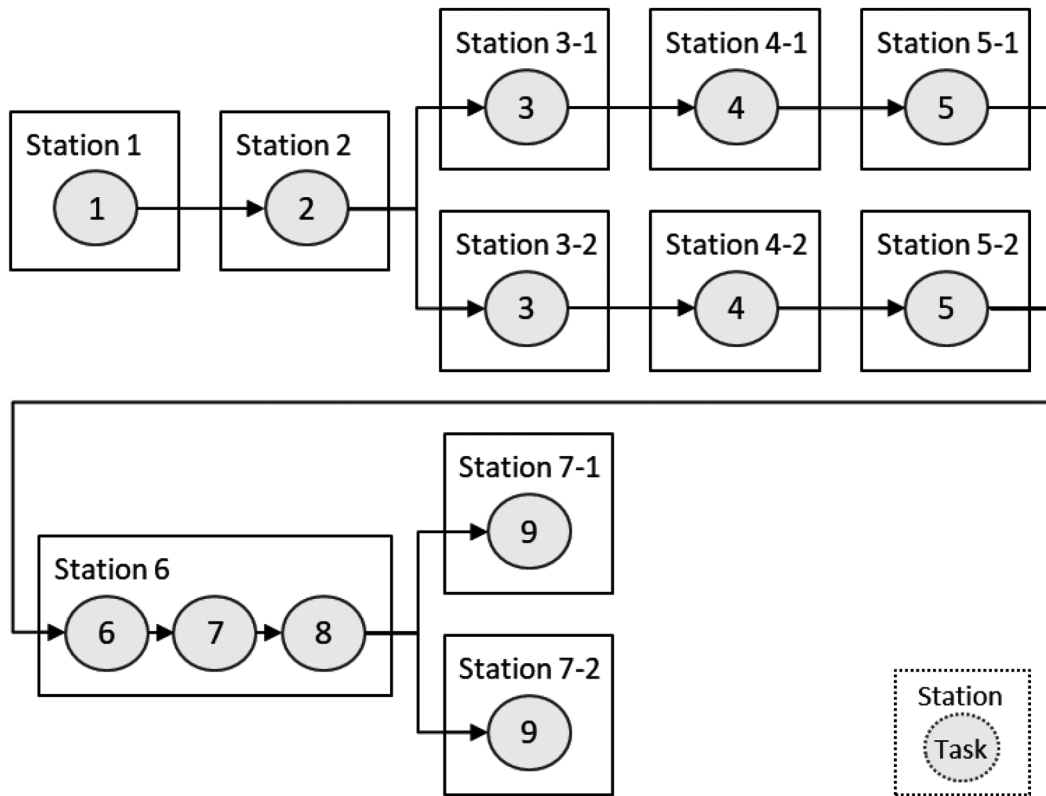 Station 3-1
3
Station 4-1
4
Station 5-1
5
Station 1
1
Station 2
2
Station 3-2
3
Station 4-2
4
Station 5-2
5
Station 6
6
7
8
Station 7-1
9
Station 7-2
9
Station
Task